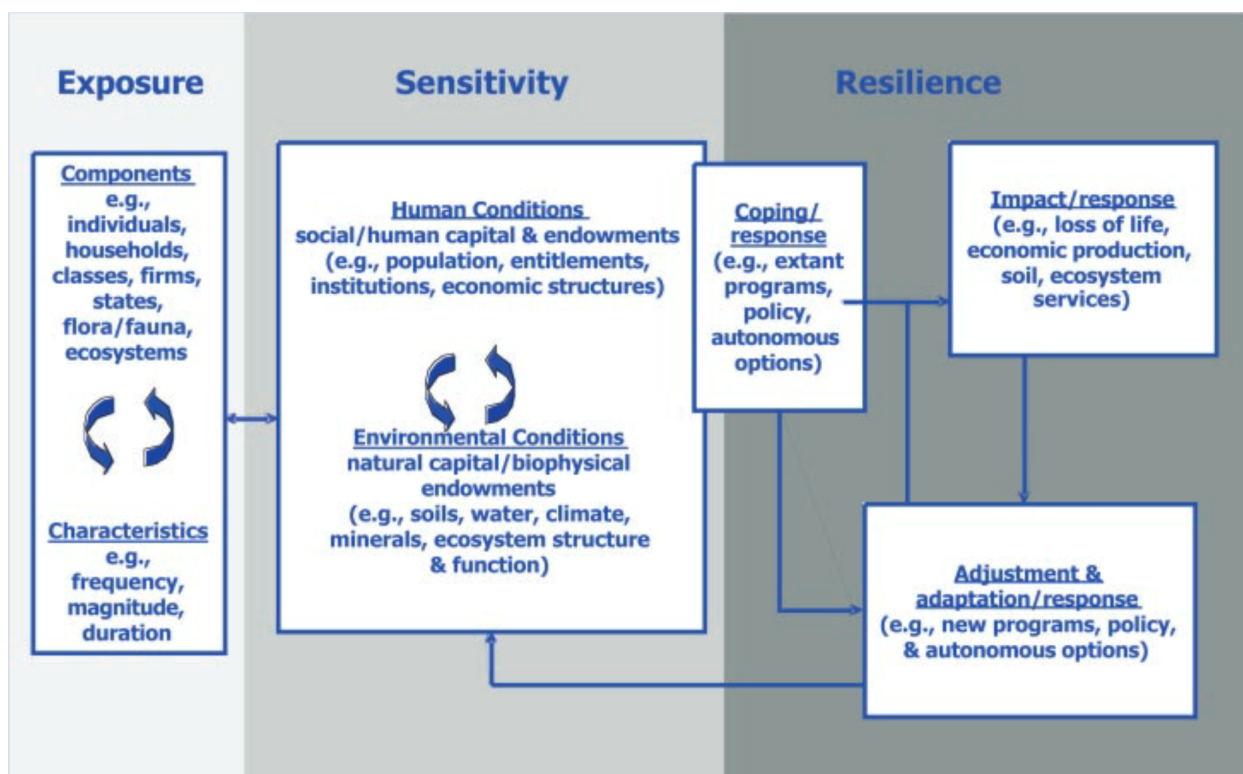 Exposure
Sensitivity
Resilience
Components
e.g.,
individuals,
households,
classes, firms,
states,
flora/fauna,
ecosystems
Characteristics
e.g.,
frequency,
magnitude,
duration
Human Conditions
social/human capital & endowments
(e.g., population, entitlements,
institutions, economic structures)
Environmental Conditions
natural capital/biophysical
endowments
(e.g., soils, water, climate,
minerals, ecosystem structure
& function)
Coping/
response
(e.g., extant
programs,
policy,
autonomous
options)
Impact/response
(e.g., loss of life,
economic production,
soil, ecosystem
services)
Adjustment &
adaptation/response
(e.g., new programs, policy,
& autonomous options)